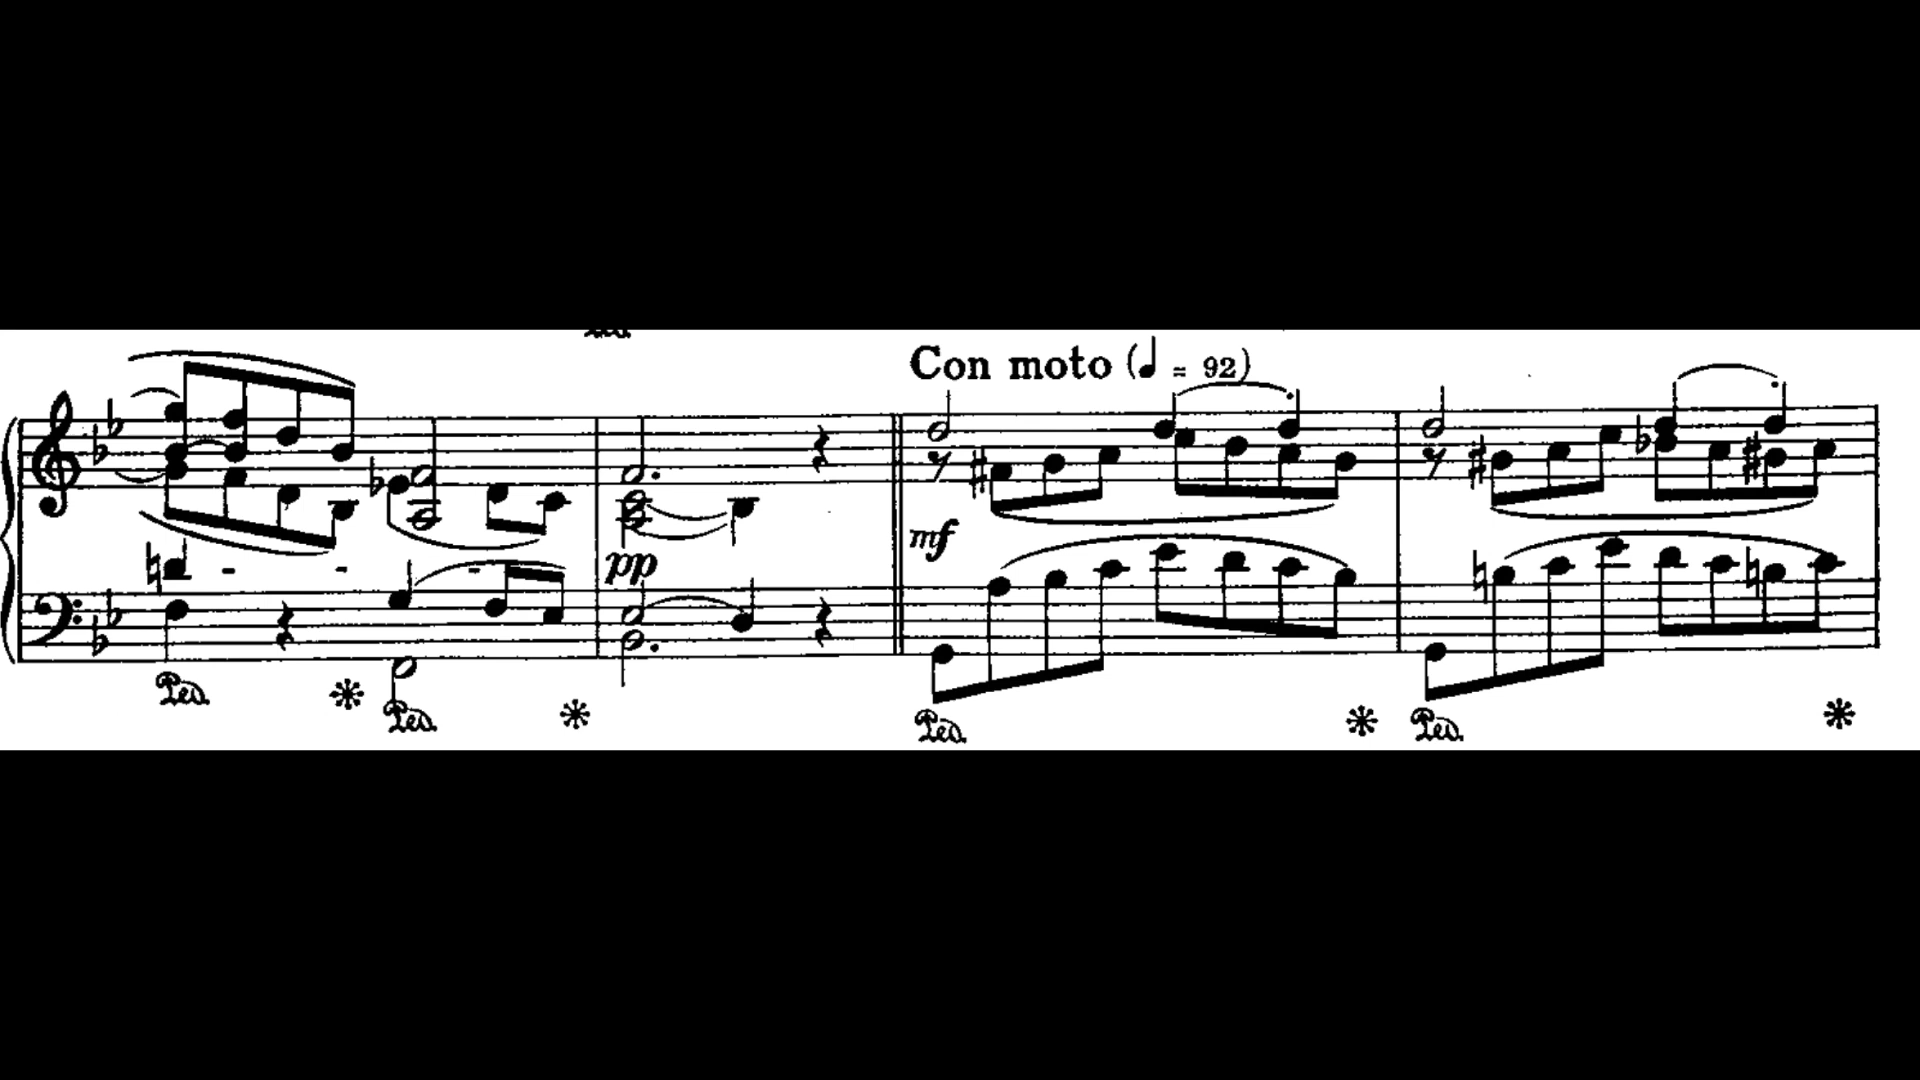 Con moto (♩ = 92)
mf
pp
Ped. Ped. Ped. Ped.